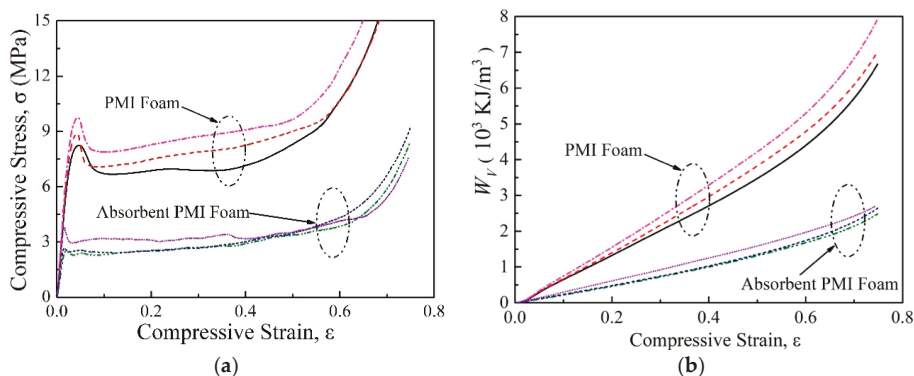 15
12
9
6
3
0
Compressive Stress, σ (MPa)
PMI Foam
Absorbent PMI Foam
0.0 0.2 0.4 0.6 0.8
Compressive Strain, ε
(a)
8
7
6
5
4
3
2
1
0
W_V ( 10³ KJ/m³ )
PMI Foam
Absorbent PMI Foam
0.0 0.2 0.4 0.6 0.8
Compressive Strain, ε
(b)